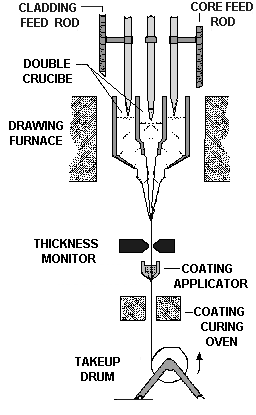 CLADDING
FEED ROD
CORE FEED
ROD
DOUBLE
CRUCIBE
DRAWING
FURNACE
THICKNESS
MONITOR
COATING
APPLICATOR
COATING
CURING
OVEN
TAKEUP
DRUM